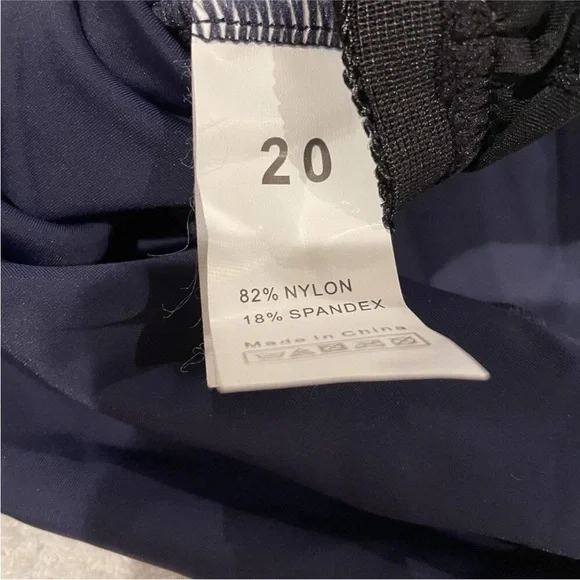 20
82% NYLON
18% SPANDEX
Made in China